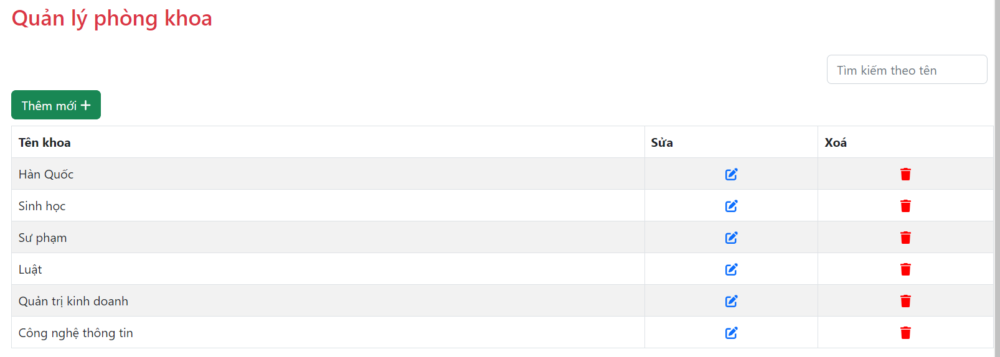 Quản lý phòng khoa
Tìm kiếm theo tên
Thêm mới +
Tên khoa Sửa Xoá
Hàn Quốc
Sinh học
Sư phạm
Luật
Quản trị kinh doanh
Công nghệ thông tin